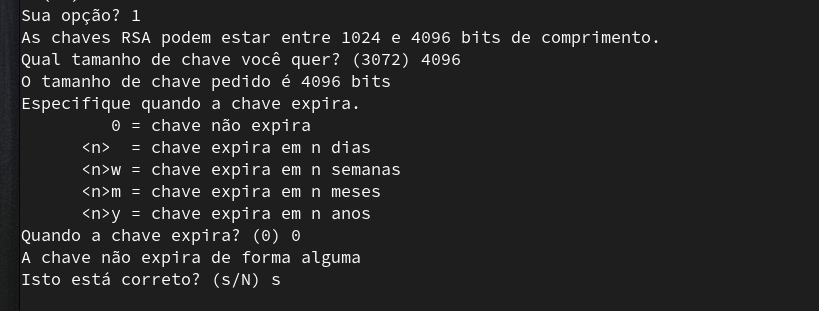 Sua opção? 1
As chaves RSA podem estar entre 1024 e 4096 bits de comprimento.
Qual tamanho de chave você quer? (3072) 4096
O tamanho de chave pedido é 4096 bits
Especifique quando a chave expira.
0 = chave não expira
<n>  = chave expira em n dias
<n>w = chave expira em n semanas
<n>m = chave expira em n meses
<n>y = chave expira em n anos
Quando a chave expira? (0) 0
A chave não expira de forma alguma
Isto está correto? (s/N) s